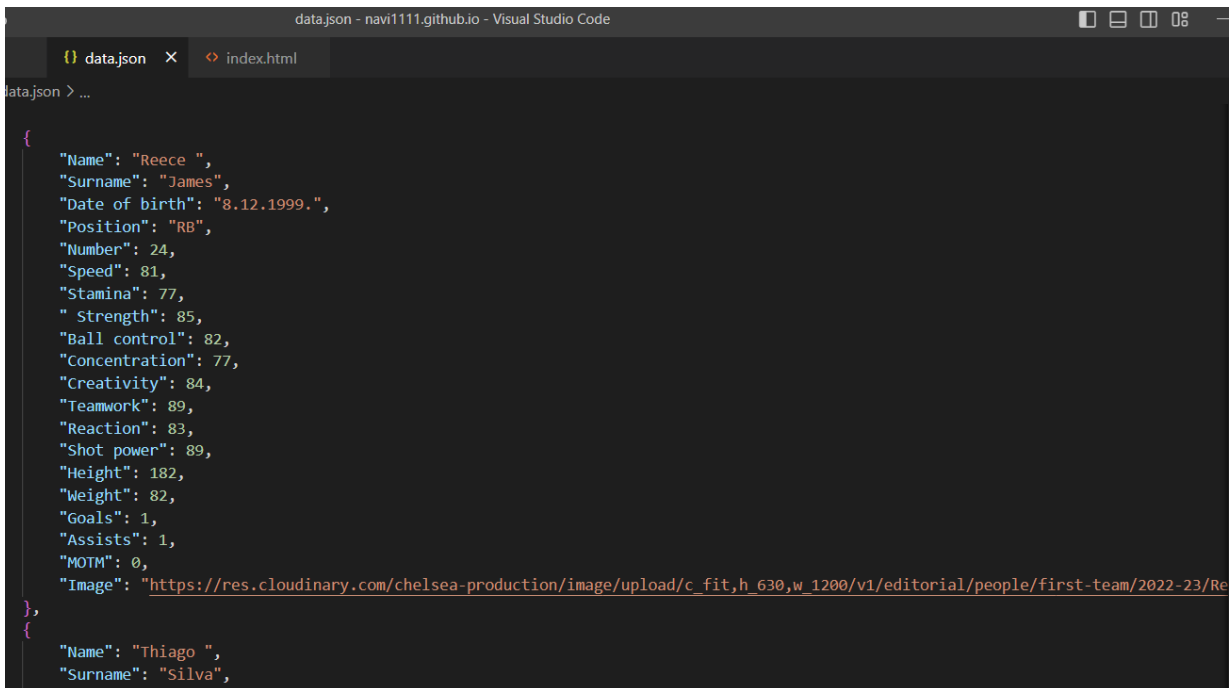 data.json - navi1111.github.io - Visual Studio Code
{} data.json X <> index.html
data.json > ...
{
"Name": "Reece ",
"Surname": "James",
"Date of birth": "8.12.1999.",
"Position": "RB",
"Number": 24,
"Speed": 81,
"Stamina": 77,
" Strength": 85,
"Ball control": 82,
"Concentration": 77,
"Creativity": 84,
"Teamwork": 89,
"Reaction": 83,
"Shot power": 89,
"Height": 182,
"Weight": 82,
"Goals": 1,
"Assists": 1,
"MOTM": 0,
"Image": "https://res.cloudinary.com/chelsea-production/image/upload/c_fit,h_630,w_1200/v1/editorial/people/first-team/2022-23/Re
},
{
"Name": "Thiago ",
"Surname": "Silva",